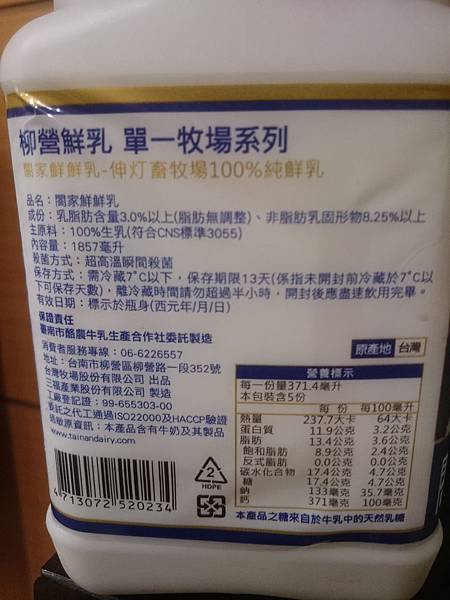 柳營鮮乳 單一牧場系列
閤家鮮鮮乳-伸灯畜牧場100%純鮮乳
品名：閤家鮮鮮乳
成份：乳脂肪含量3.0%以上(脂肪無調整)、非脂肪乳固形物8.25%以上
主原料：100%生乳(符合CNS標準3055)
內容量：1857毫升
殺菌方式：超高溫瞬間殺菌
保存方式：需冷藏7°C以下，保存期限13天(係指未開封前冷藏於7°C以
下可保存天數)，離冷藏時間請勿超過半小時，開封後應盡速飲用完畢。
有效日期：標示於瓶身(西元年/月/日)
保證責任
臺南市酪農牛乳生產合作社委託製造
消費者服務專線：06-6226557
地址：台南市柳營區柳營路一段352號
台灣牧場股份有限公司 出品
三福產業股份有限公司 製造
工廠登記證：99-655303-00
委託之代工通過ISO22000及HACCP驗證
過敏原資訊：本產品含有牛奶及其製品
www.tainandairy.com
原產地 台灣
營養標示
每一份量371.4毫升
本包裝含5份
每 份 每100毫升
熱量 237.7大卡 64大卡
蛋白質 11.9公克 3.2公克
脂肪 13.4公克 3.6公克
飽和脂肪 8.9公克 2.4公克
反式脂肪 0.0公克 0.0公克
碳水化合物 17.4公克 4.7公克
糖 17.4公克 4.7公克
鈉 133毫克 35.7毫克
鈣 371毫克 100毫克
本產品之糖來自於牛乳中的天然乳糖
2
HDPE
4713072520234